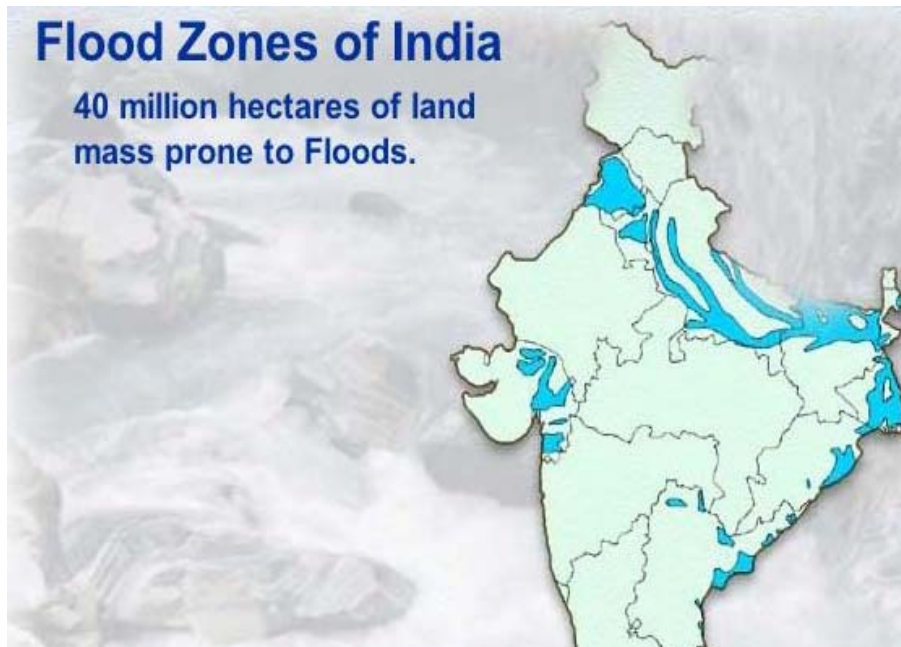 Flood Zones of India
40 million hectares of land
mass prone to Floods.